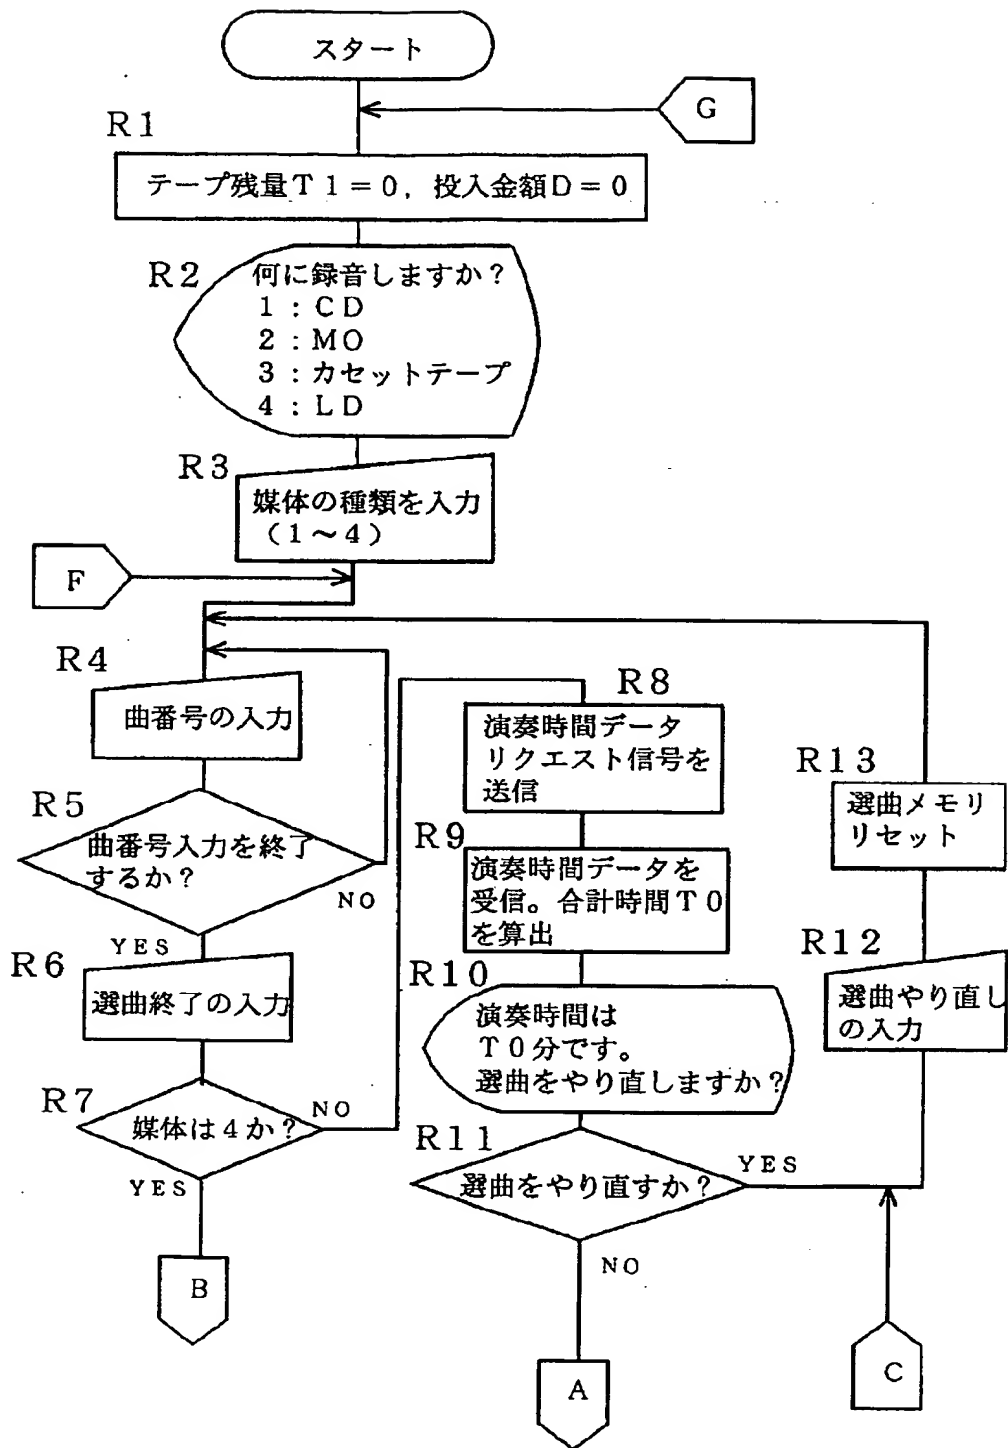 スタート
G
R1
テープ残量T1=0,投入金額D=0
R2
何に録音しますか?
1:CD
2:MO
3:カセットテープ
4:LD
R3
媒体の種類を入力
(1~4)
F
R4
曲番号の入力
R5
曲番号入力を終了
するか?
NO
YES
R6
選曲終了の入力
R7
媒体は4か?
NO
YES
B
R8
演奏時間データ
リクエスト信号を
送信
R9
演奏時間データを
受信。合計時間T0
を算出
R10
演奏時間は
T0分です。
選曲をやり直しますか?
R11
選曲をやり直すか?
YES
NO
A
R13
選曲メモリ
リセット
R12
選曲やり直し
の入力
C